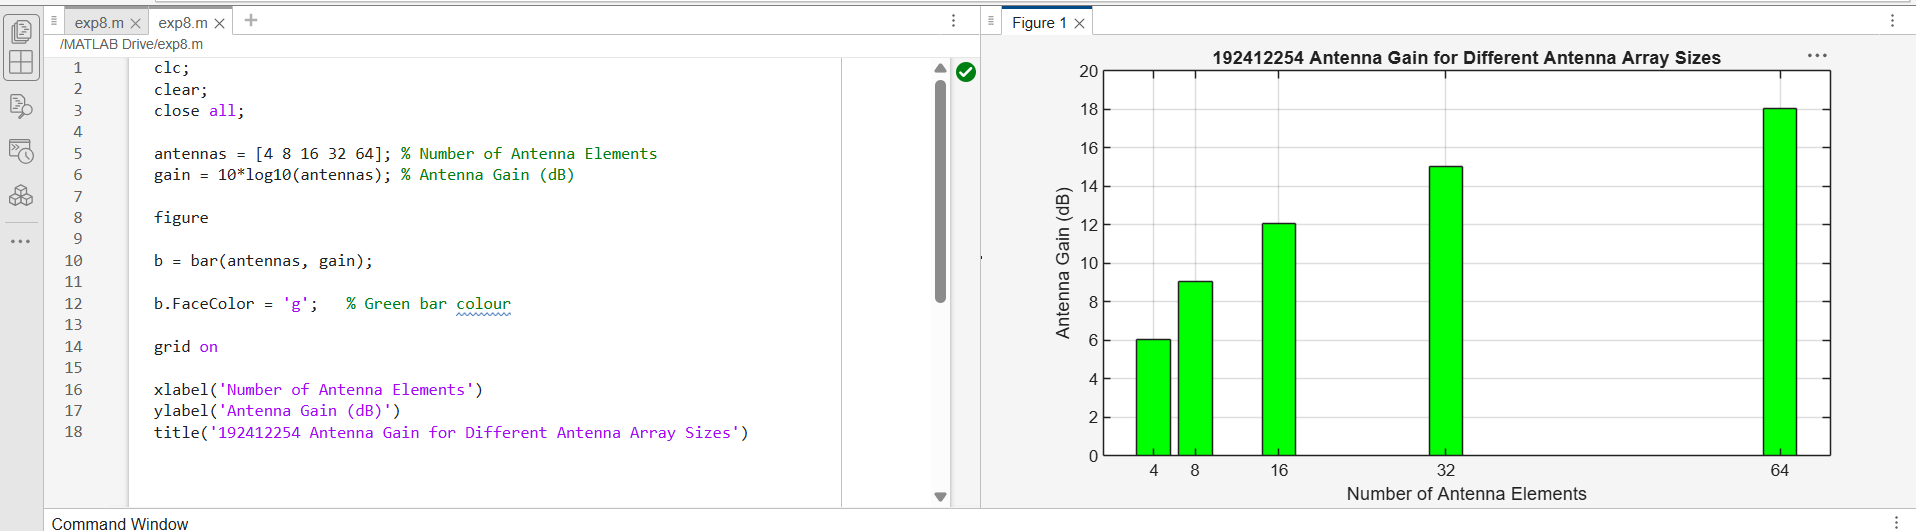 exp8.m × exp8.m × +
/MATLAB Drive/exp8.m
1 clc;
2 clear;
3 close all;
4
5 antennas = [4 8 16 32 64]; % Number of Antenna Elements
6 gain = 10*log10(antennas); % Antenna Gain (dB)
7
8 figure
9
10 b = bar(antennas, gain);
11
12 b.FaceColor = 'g';   % Green bar colour
13
14 grid on
15
16 xlabel('Number of Antenna Elements')
17 ylabel('Antenna Gain (dB)')
18 title('192412254 Antenna Gain for Different Antenna Array Sizes')
Command Window
Figure 1 ×
192412254 Antenna Gain for Different Antenna Array Sizes
Antenna Gain (dB)
20
18
16
14
12
10
8
6
4
2
0
4 8 16 32 64
Number of Antenna Elements